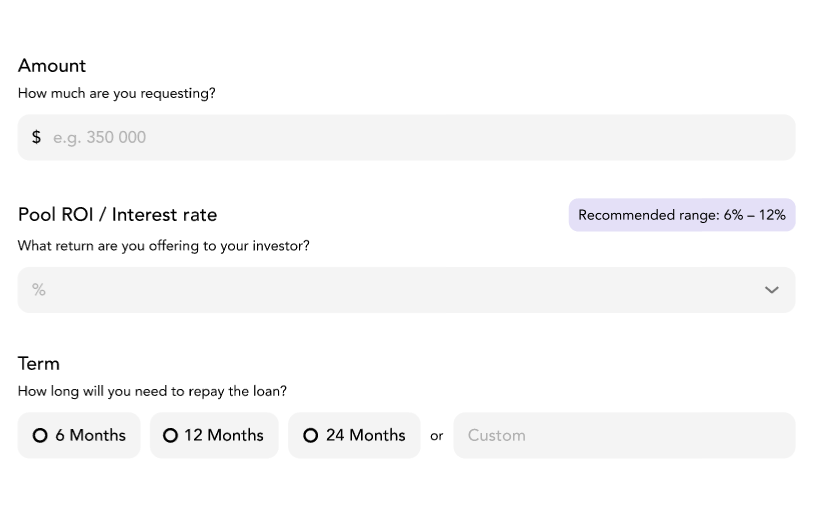 Amount
How much are you requesting?
$ e.g. 350 000
Pool ROI / Interest rate
Recommended range: 6% – 12%
What return are you offering to your investor?
%
Term
How long will you need to repay the loan?
6 Months 12 Months 24 Months or Custom